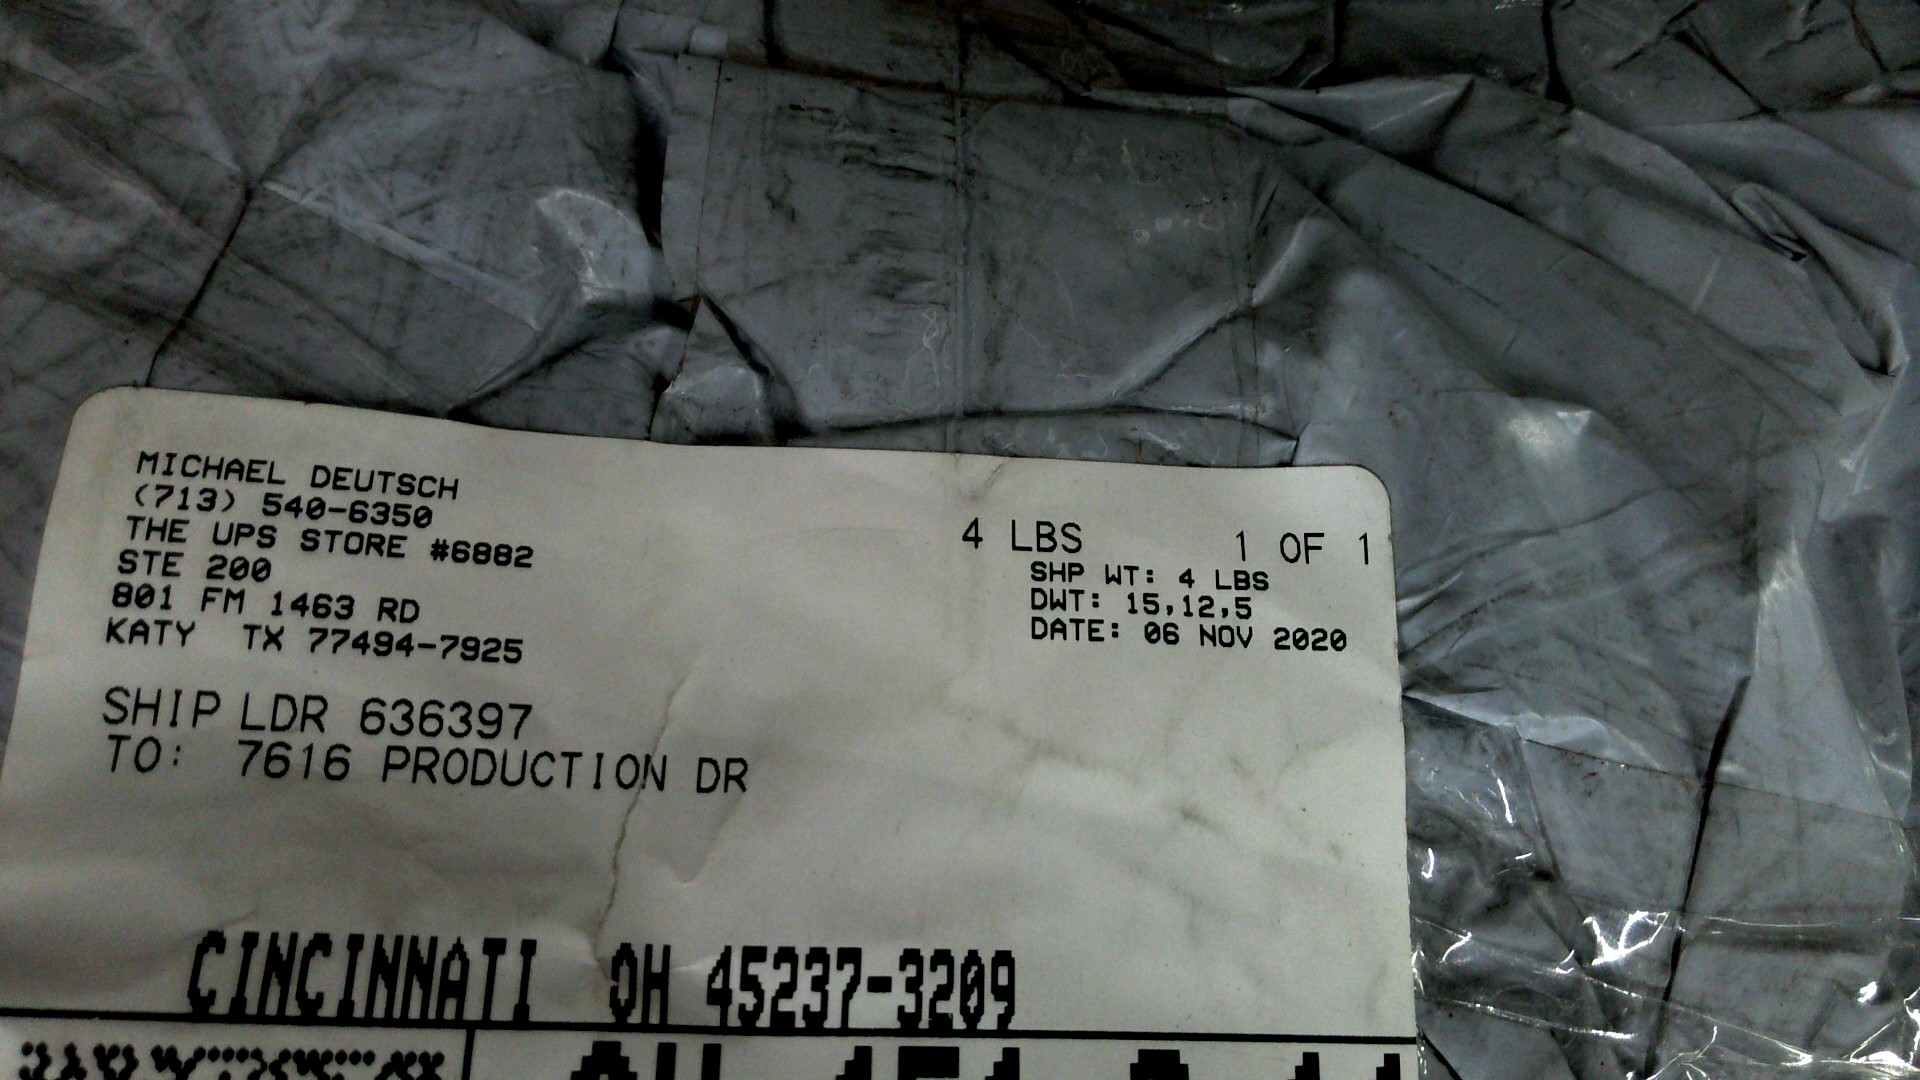 MICHAEL DEUTSCH
(713) 540-6350
THE UPS STORE #6882
STE 200
801 FM 1463 RD
KATY TX 77494-7925
4 LBS 1 OF 1
SHP WT: 4 LBS
DWT: 15,12,5
DATE: 06 NOV 2020
SHIP LDR 636397
TO: 7616 PRODUCTION DR
CINCINNATI OH 45237-3209